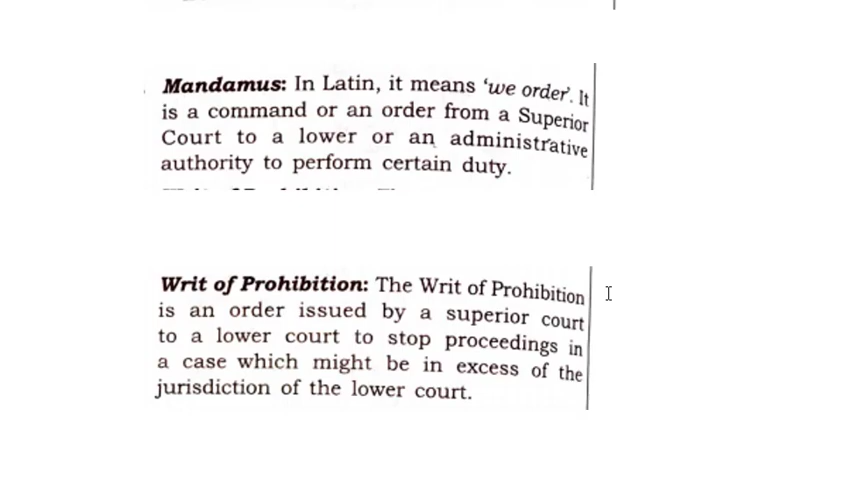 Mandamus: In Latin, it means 'we order'. It
is a command or an order from a Superior
Court to a lower or an administrative
authority to perform certain duty.
Writ of Prohibition: The Writ of Prohibition
is an order issued by a superior court
to a lower court to stop proceedings in
a case which might be in excess of the
jurisdiction of the lower court.